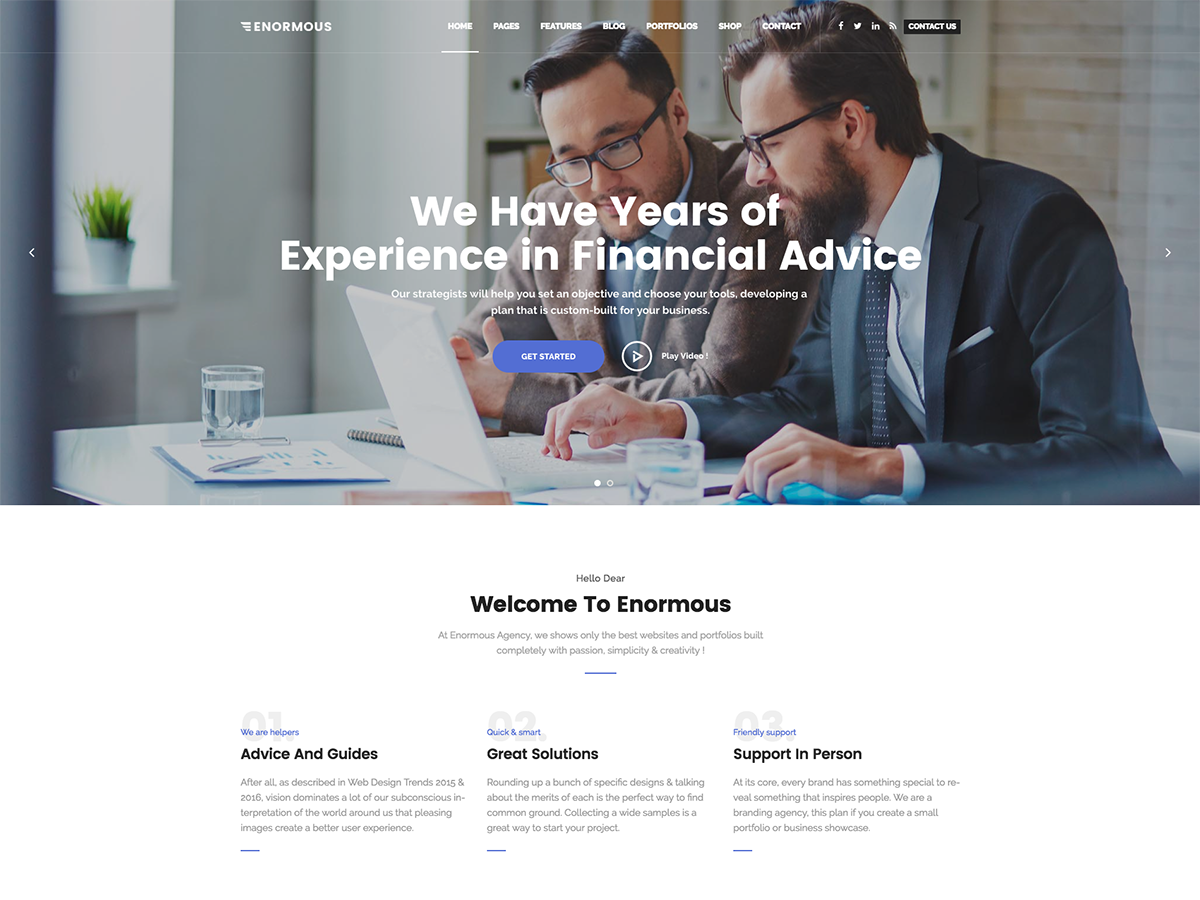 ENORMOUS HOME PAGES FEATURES BLOG PORTFOLIOS SHOP CONTACT CONTACT US
We Have Years of
Experience in Financial Advice
Our strategists will help you set an objective and choose your tools, developing a
plan that is custom-built for your business.
GET STARTED Play Video !
Hello Dear
Welcome To Enormous
At Enormous Agency, we shows only the best websites and portfolios built
completely with passion, simplicity & creativity !
01.
We are helpers
Advice And Guides
After all, as described in Web Design Trends 2015 &
2016, vision dominates a lot of our subconscious in-
terpretation of the world around us that pleasing
images create a better user experience.
02.
Quick & smart
Great Solutions
Rounding up a bunch of specific designs & talking
about the merits of each is the perfect way to find
common ground. Collecting a wide samples is a
great way to start your project.
03.
Friendly support
Support In Person
At its core, every brand has something special to re-
veal something that inspires people. We are a
branding agency, this plan if you create a small
portfolio or business showcase.